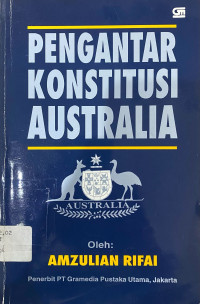 PENGANTAR
KONSTITUSI
AUSTRALIA
AUSTRALIA
Oleh:
AMZULIAN RIFAI
Penerbit PT Gramedia Pustaka Utama, Jakarta